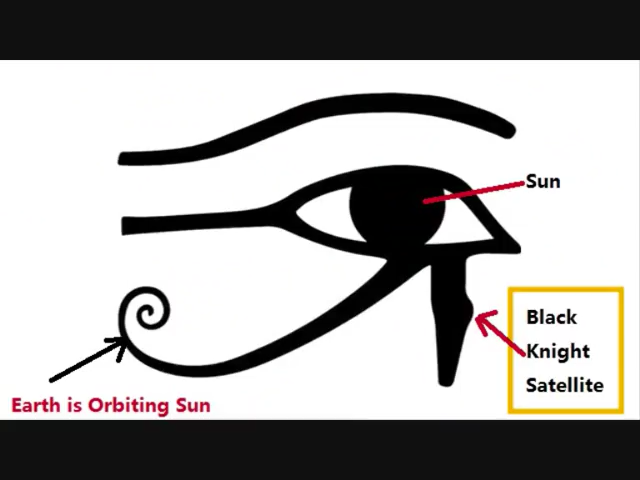 Sun
Black
Knight
Satellite
Earth is Orbiting Sun